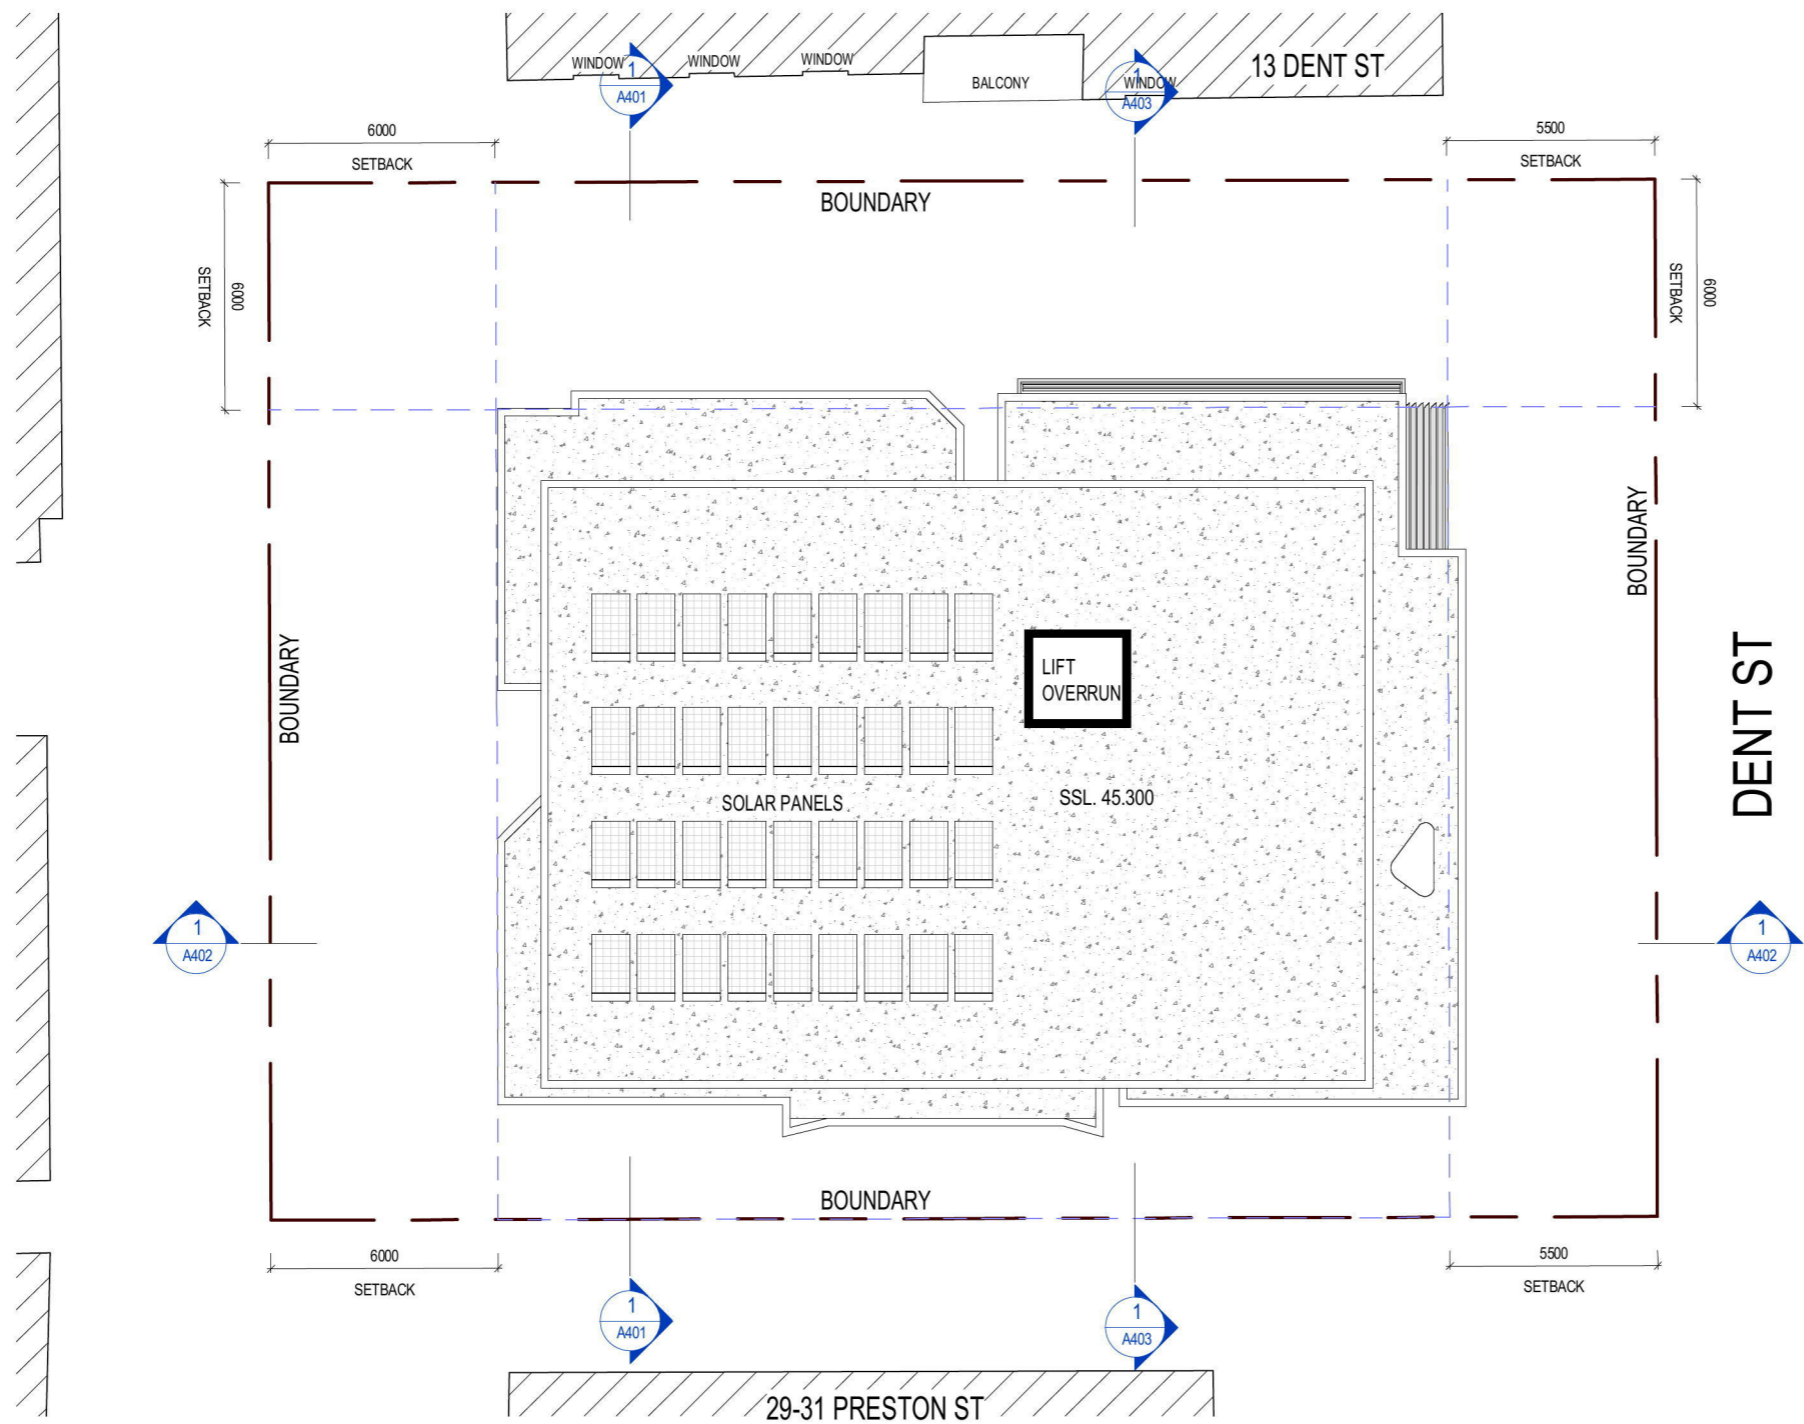 WINDOW
WINDOW
WINDOW
1
A401
BALCONY
WINDOW
1
A403
13 DENT ST
6000
SETBACK
5500
SETBACK
BOUNDARY
SETBACK
6000
SETBACK
6000
BOUNDARY
BOUNDARY
LIFT
OVERRUN
SOLAR PANELS
SSL. 45.300
DENT ST
1
A402
1
A402
BOUNDARY
6000
SETBACK
5500
SETBACK
1
A401
1
A403
29-31 PRESTON ST